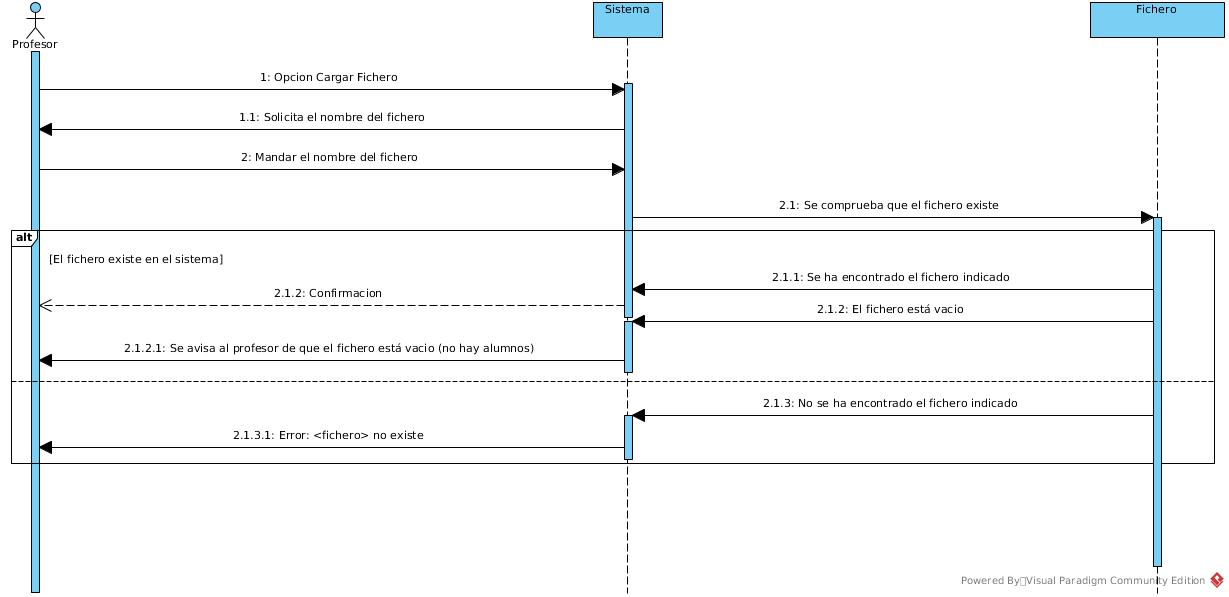 Profesor
Sistema
Fichero
1: Opcion Cargar Fichero
1.1: Solicita el nombre del fichero
2: Mandar el nombre del fichero
2.1: Se comprueba que el fichero existe
alt
[El fichero existe en el sistema]
2.1.1: Se ha encontrado el fichero indicado
2.1.2: Confirmacion
2.1.2: El fichero está vacio
2.1.2.1: Se avisa al profesor de que el fichero está vacio (no hay alumnos)
2.1.3: No se ha encontrado el fichero indicado
2.1.3.1: Error: <fichero> no existe
Powered By Visual Paradigm Community Edition